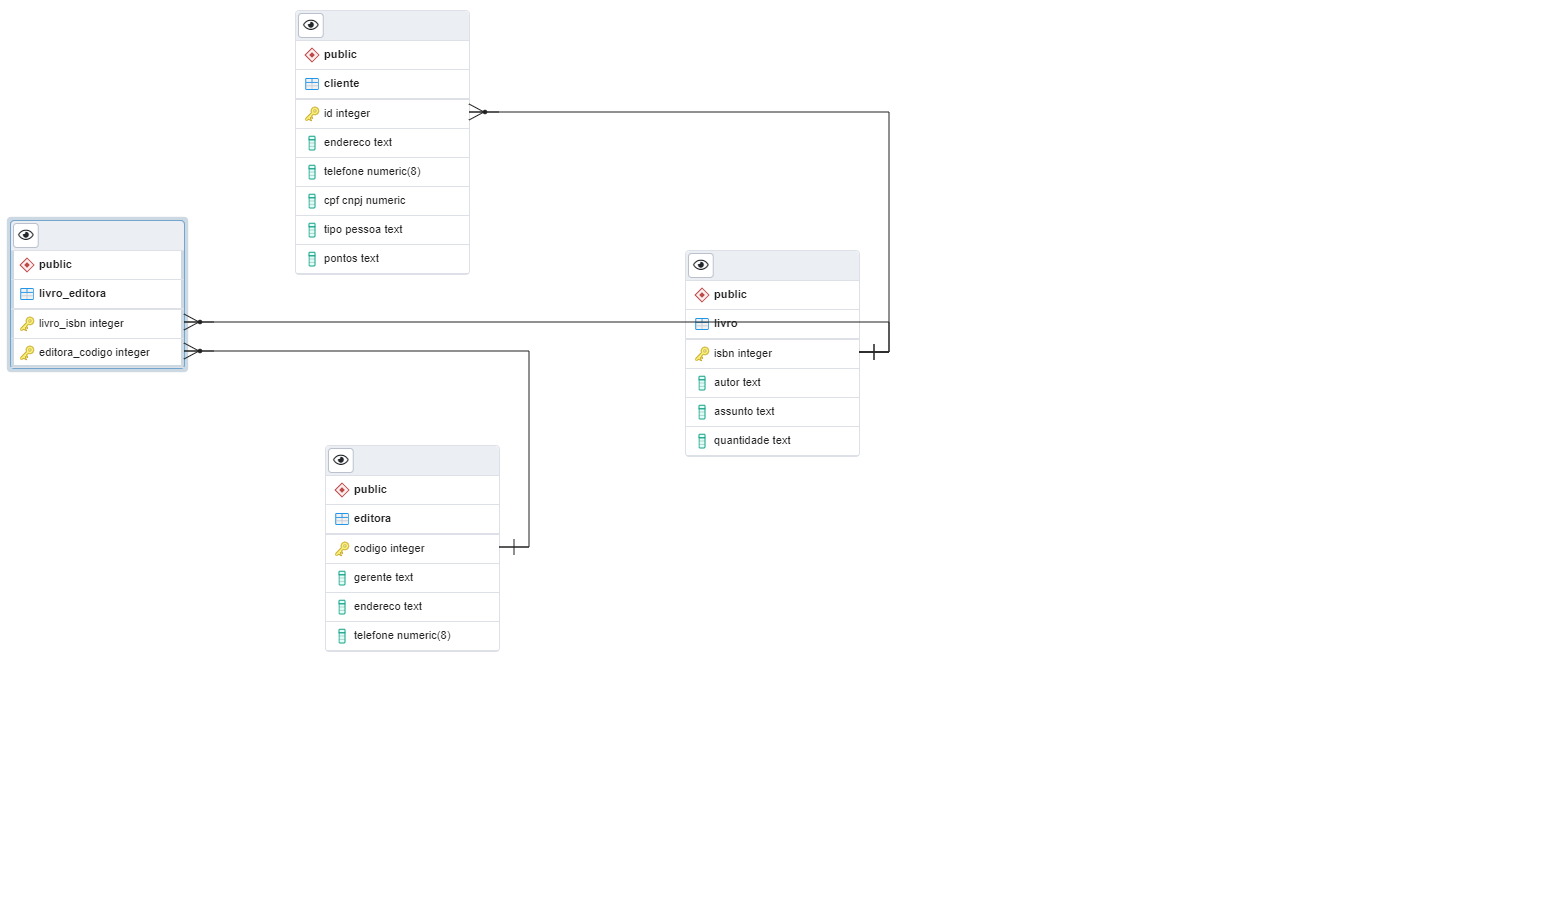 public
cliente
id integer
endereco text
telefone numeric(8)
cpf cnpj numeric
tipo pessoa text
pontos text
public
livro_editora
livro_isbn integer
editora_codigo integer
public
livro
isbn integer
autor text
assunto text
quantidade text
public
editora
codigo integer
gerente text
endereco text
telefone numeric(8)